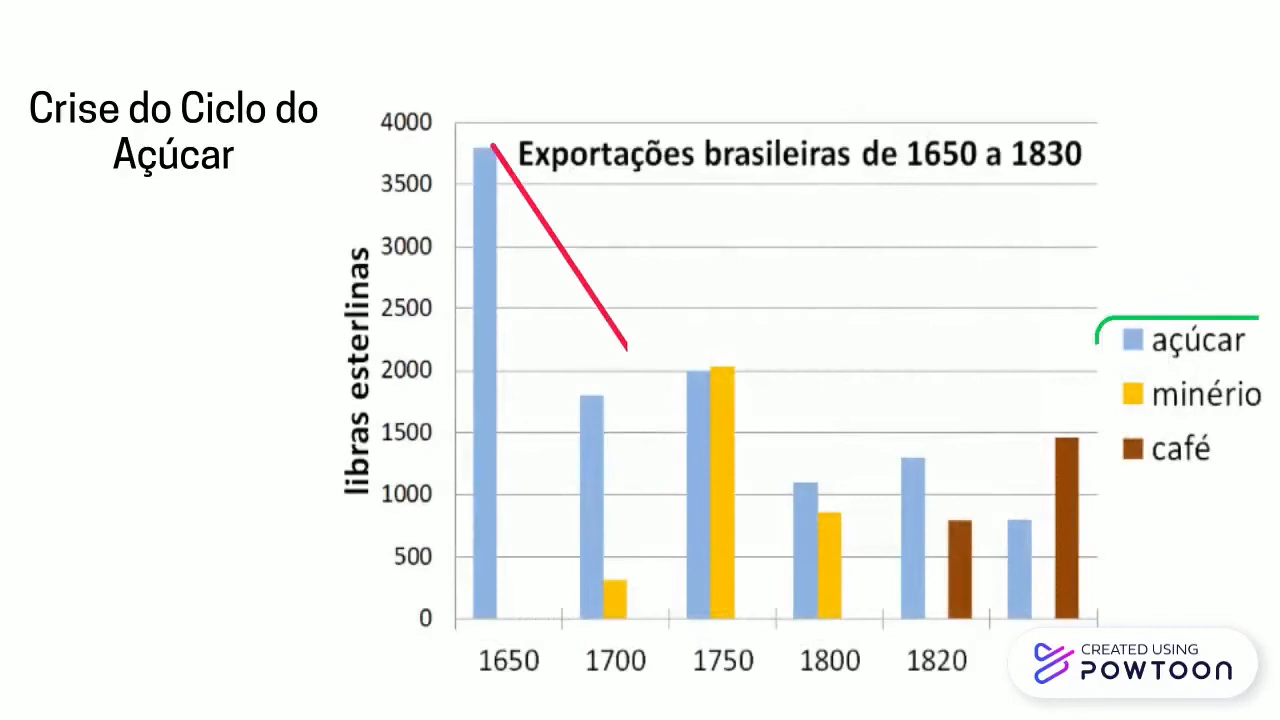 Crise do Ciclo do
Açúcar
Exportações brasileiras de 1650 a 1830
libras esterlinas
4000
3500
3000
2500
2000
1500
1000
500
0
1650
1700
1750
1800
1820
açúcar
minério
café
CREATED USING
POWTOON